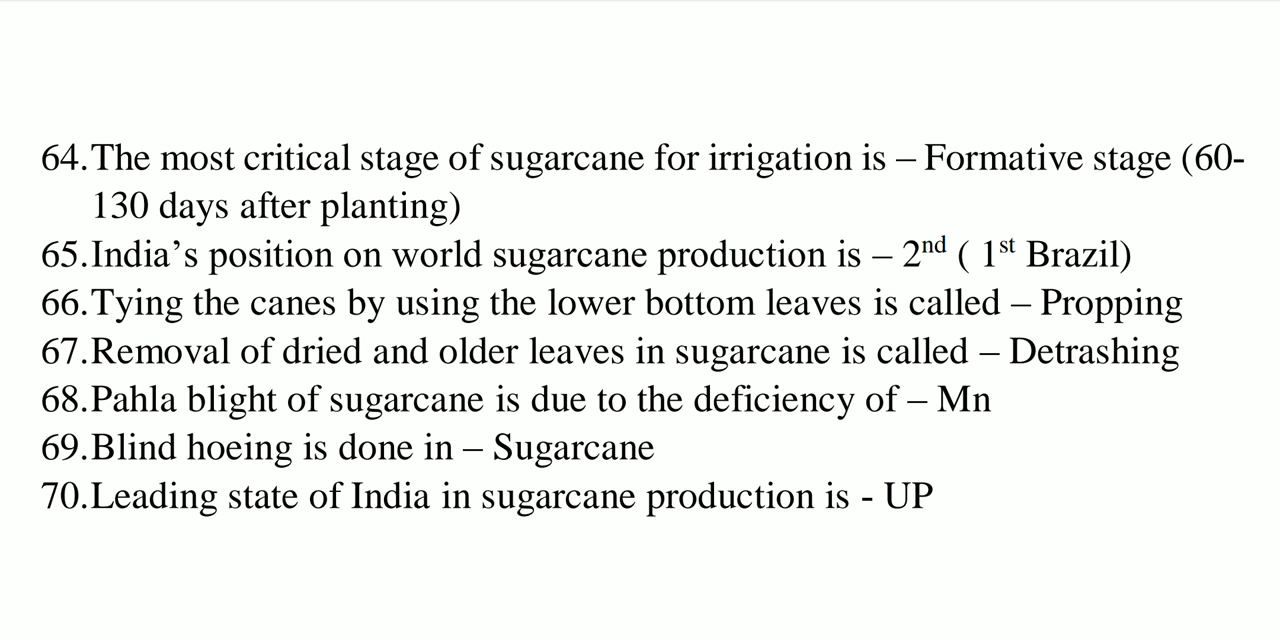 64.The most critical stage of sugarcane for irrigation is – Formative stage (60-
130 days after planting)
65.India’s position on world sugarcane production is – 2nd ( 1st Brazil)
66.Tying the canes by using the lower bottom leaves is called – Propping
67.Removal of dried and older leaves in sugarcane is called – Detrashing
68.Pahla blight of sugarcane is due to the deficiency of – Mn
69.Blind hoeing is done in – Sugarcane
70.Leading state of India in sugarcane production is - UP